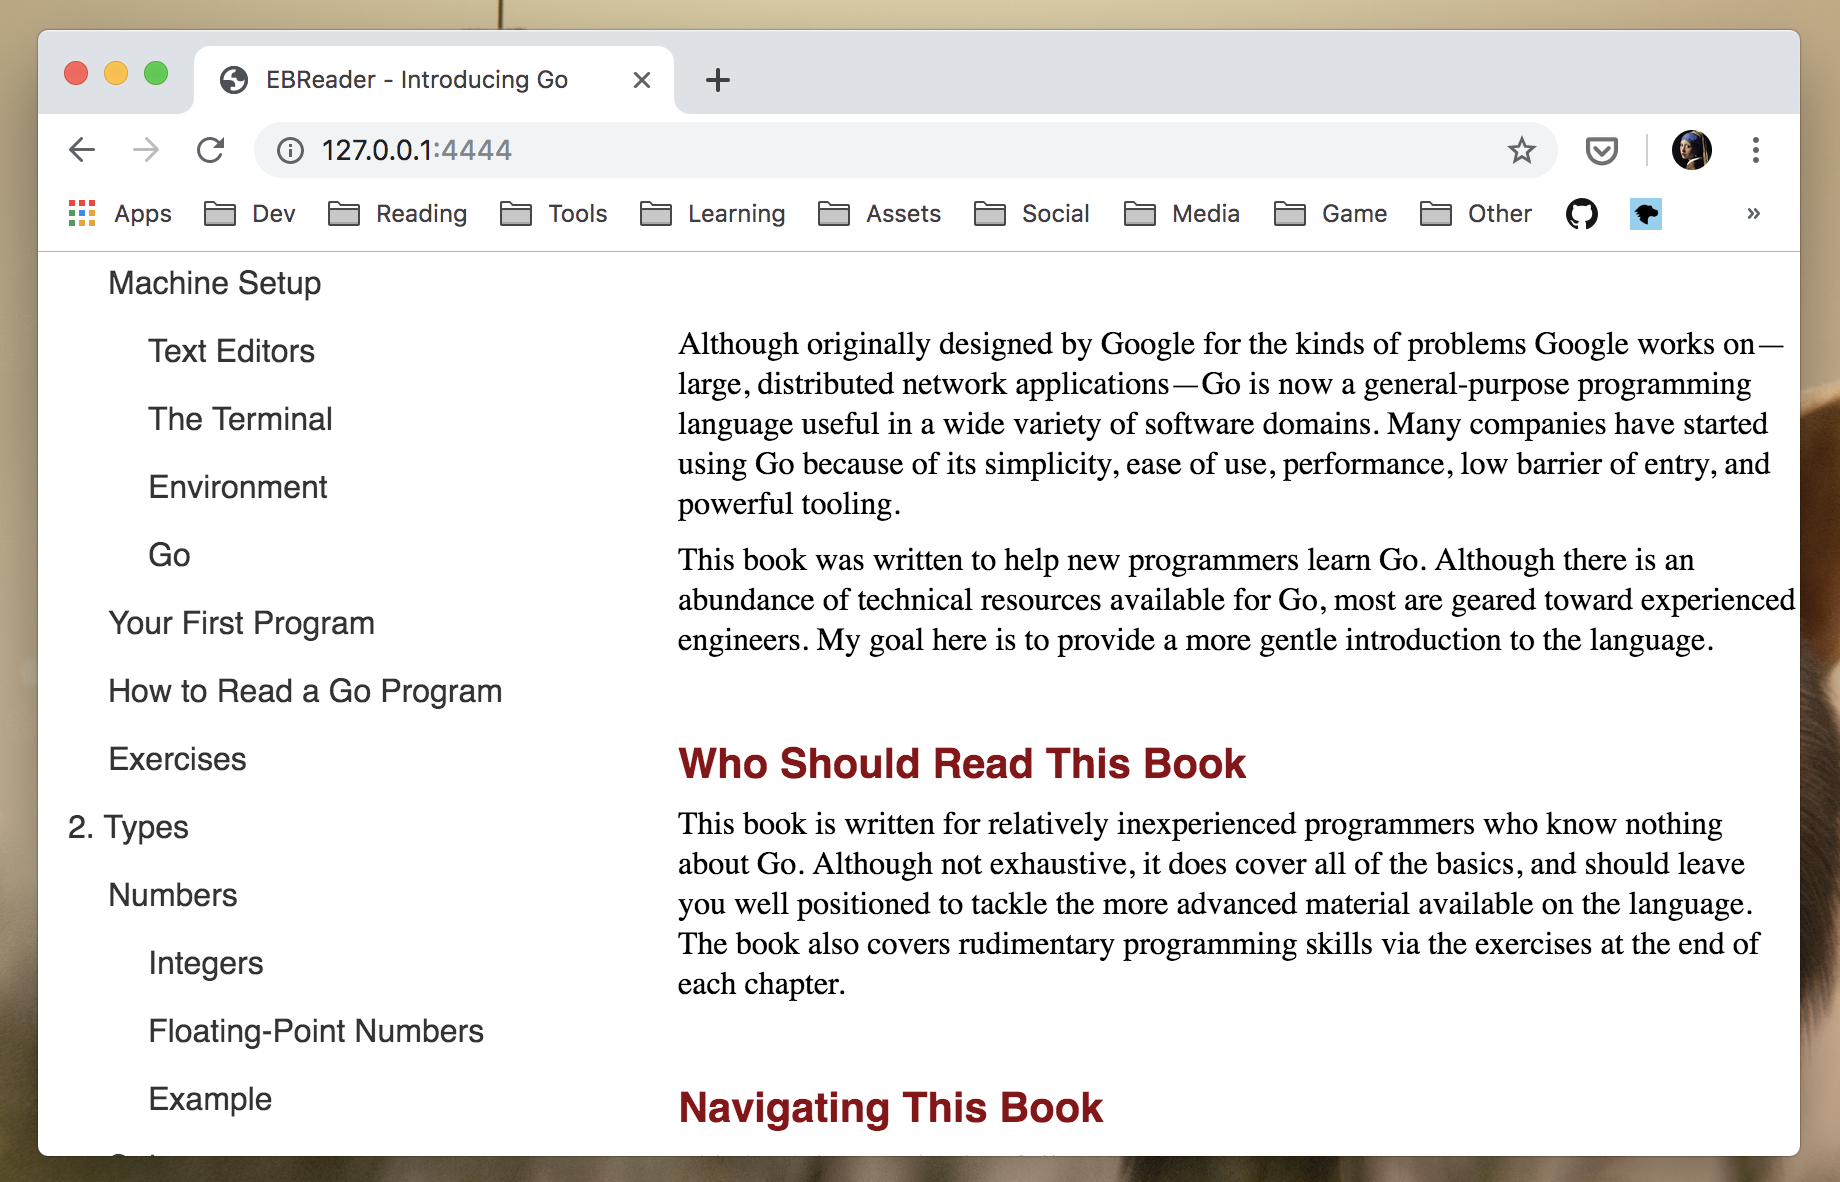 EBReader - Introducing Go
127.0.0.1:4444
Apps Dev Reading Tools Learning Assets Social Media Game Other »
Machine Setup
Text Editors
The Terminal
Environment
Go
Your First Program
How to Read a Go Program
Exercises
2. Types
Numbers
Integers
Floating-Point Numbers
Example
Although originally designed by Google for the kinds of problems Google works on—
large, distributed network applications—Go is now a general-purpose programming
language useful in a wide variety of software domains. Many companies have started
using Go because of its simplicity, ease of use, performance, low barrier of entry, and
powerful tooling.
This book was written to help new programmers learn Go. Although there is an
abundance of technical resources available for Go, most are geared toward experienced
engineers. My goal here is to provide a more gentle introduction to the language.
Who Should Read This Book
This book is written for relatively inexperienced programmers who know nothing
about Go. Although not exhaustive, it does cover all of the basics, and should leave
you well positioned to tackle the more advanced material available on the language.
The book also covers rudimentary programming skills via the exercises at the end of
each chapter.
Navigating This Book